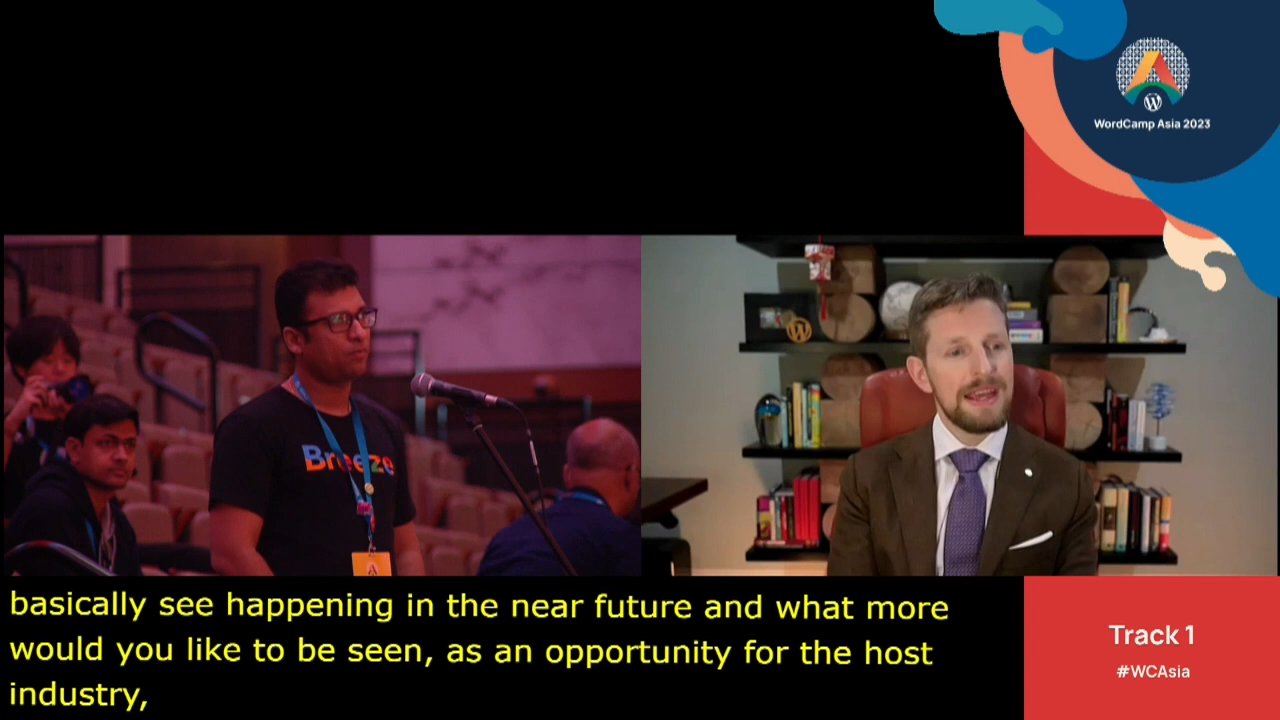 WordCamp Asia 2023
Breeze
basically see happening in the near future and what more
would you like to be seen, as an opportunity for the host
industry,
Track 1
#WCAsia